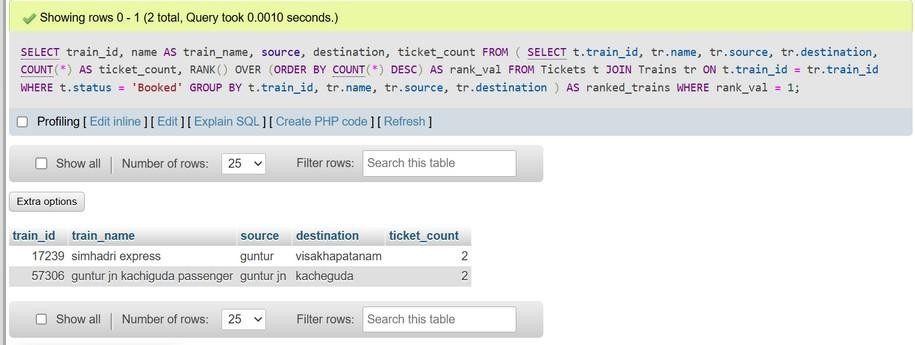 Showing rows 0 - 1 (2 total, Query took 0.0010 seconds.)
SELECT train_id, name AS train_name, source, destination, ticket_count FROM ( SELECT t.train_id, tr.name, tr.source, tr.destination,
COUNT(*) AS ticket_count, RANK() OVER (ORDER BY COUNT(*) DESC) AS rank_val FROM Tickets t JOIN Trains tr ON t.train_id = tr.train_id
WHERE t.status = 'Booked' GROUP BY t.train_id, tr.name, tr.source, tr.destination ) AS ranked_trains WHERE rank_val = 1;
Profiling [ Edit inline ] [ Edit ] [ Explain SQL ] [ Create PHP code ] [ Refresh ]
Show all | Number of rows: 25 Filter rows: Search this table
Extra options
train_id train_name source destination ticket_count
17239 simhadri express guntur visakhapatanam 2
57306 guntur jn kachiguda passenger guntur jn kacheguda 2
Show all | Number of rows: 25 Filter rows: Search this table